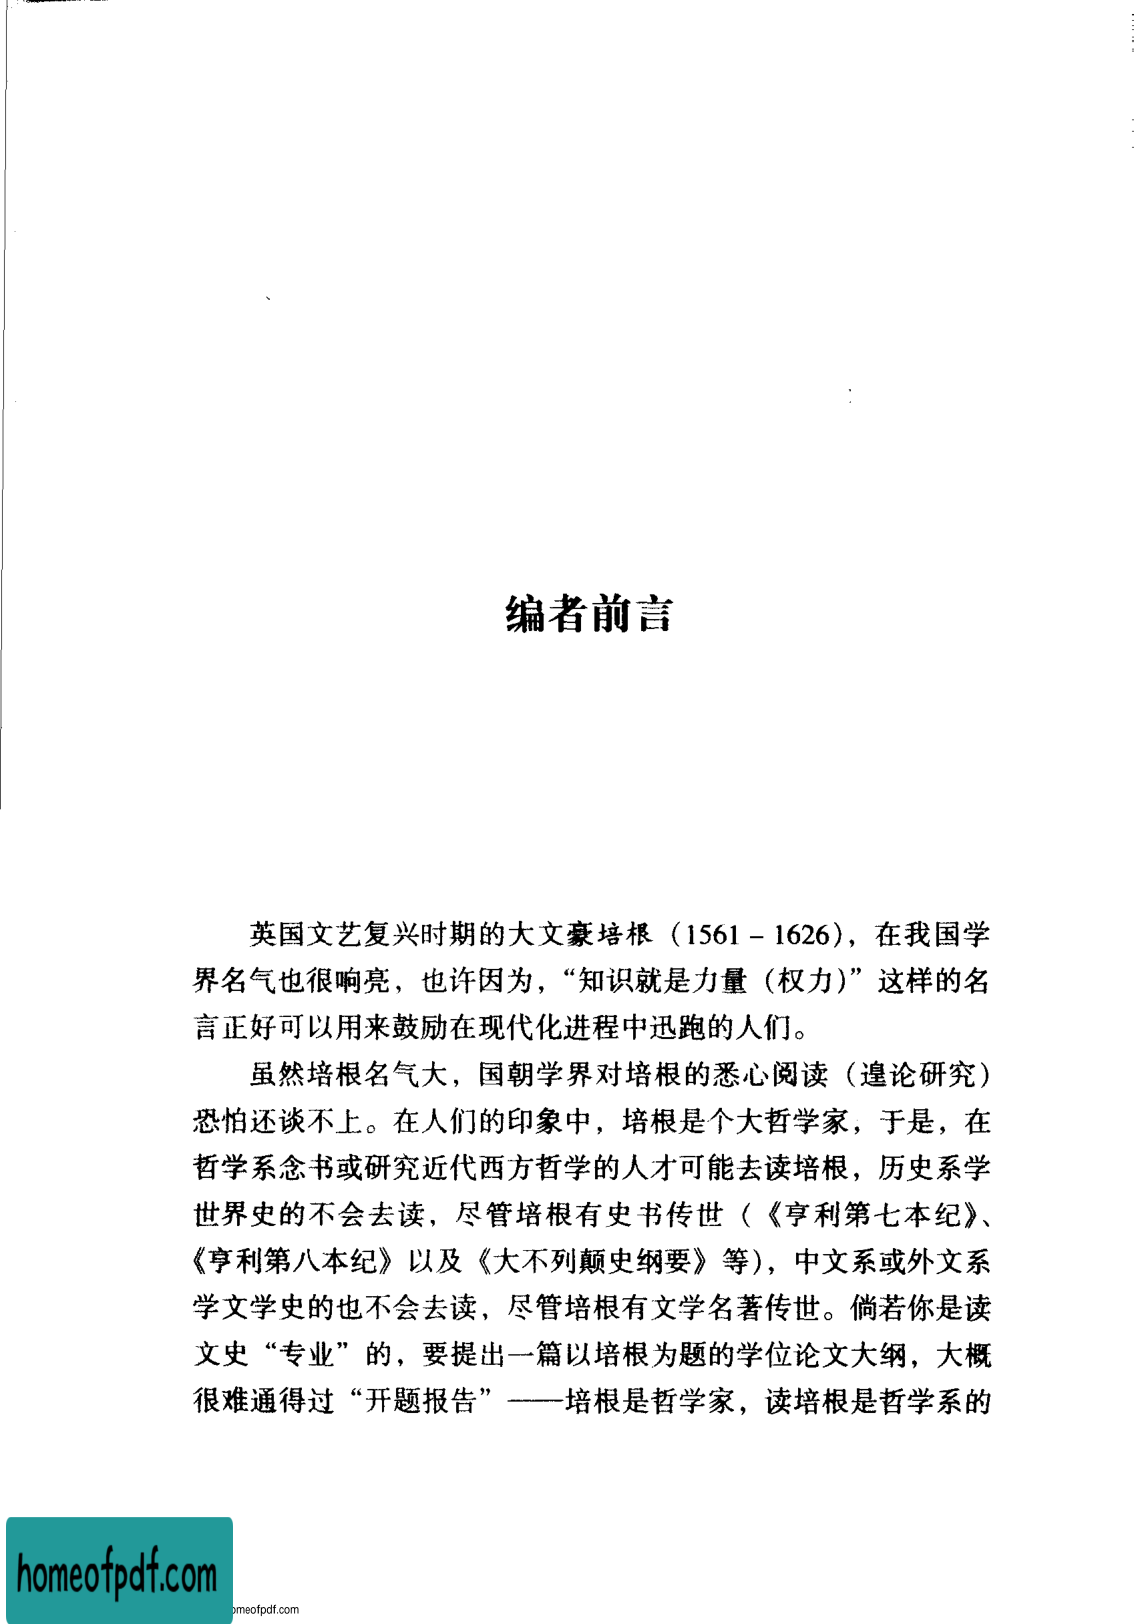 编者前言
英国文艺复兴时期的大文豪培根（1561－1626），在我国学
界名气也很响亮，也许因为，“知识就是力量（权力）”这样的名
言正好可以用来鼓励在现代化进程中迅跑的人们。
虽然培根名气大，国朝学界对培根的悉心阅读（遑论研究）
恐怕还谈不上。在人们的印象中，培根是个大哲学家，于是，在
哲学系念书或研究近代西方哲学的人才可能去读培根，历史系学
世界史的不会去读，尽管培根有史书传世（《亨利第七本纪》、
《亨利第八本纪》以及《大不列颠史纲要》等），中文系或外文系
学文学史的也不会去读，尽管培根有文学名著传世。倘若你是读
文史“专业”的，要提出一篇以培根为题的学位论文大纲，大概
很难通得过“开题报告”——培根是哲学家，读培根是哲学系的
homeofpdf.com
omeofpdf.com